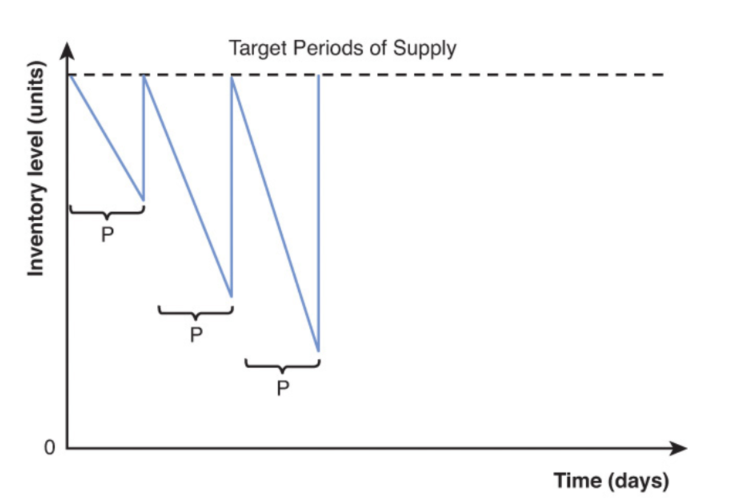 Target Periods of Supply
Inventory level (units)
P
P
P
0
Time (days)